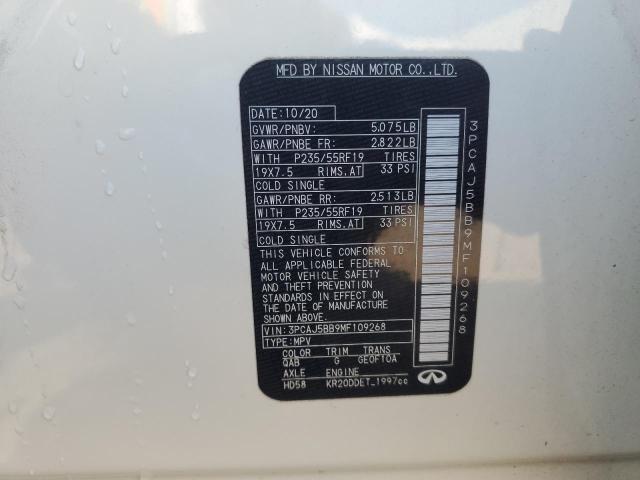 MFD BY NISSAN MOTOR CO.,LTD.
DATE: 10/20
GVWR/PNBV: 5,075LB
GAWR/PNBE FR: 2,822LB
WITH P235/55RF19 TIRES
19X7.5 RIMS.AT 33 PSI
COLD SINGLE
GAWR/PNBE RR: 2,513LB
WITH P235/55RF19 TIRES
19X7.5 RIMS.AT 33 PSI
COLD SINGLE
THIS VEHICLE CONFORMS TO
ALL APPLICABLE FEDERAL
MOTOR VEHICLE SAFETY
AND THEFT PREVENTION
STANDARDS IN EFFECT ON
THE DATE OF MANUFACTURE
SHOWN ABOVE
VIN: 3PCAJ5BB9MF109268
TYPE: MPV
COLOR TRIM TRANS
QAB G GE0F10A
AXLE ENGINE
HD58 KR20DDET_1997cc
3PCAJ5BB9MF109268